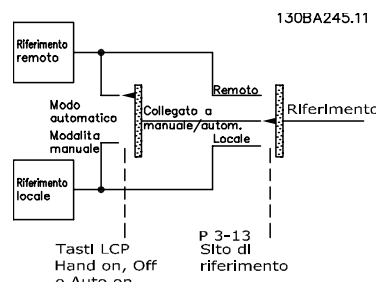 130BA245.11
Riferimento
remoto
Remoto
Riferimento
Modo
automatico
Collegato a
manuale/autom.
Modalita
manuale
Locale
Riferimento
locale
Tasti LCP
Hand on, Off
e Auto on
P 3-13
Sito di
riferimento